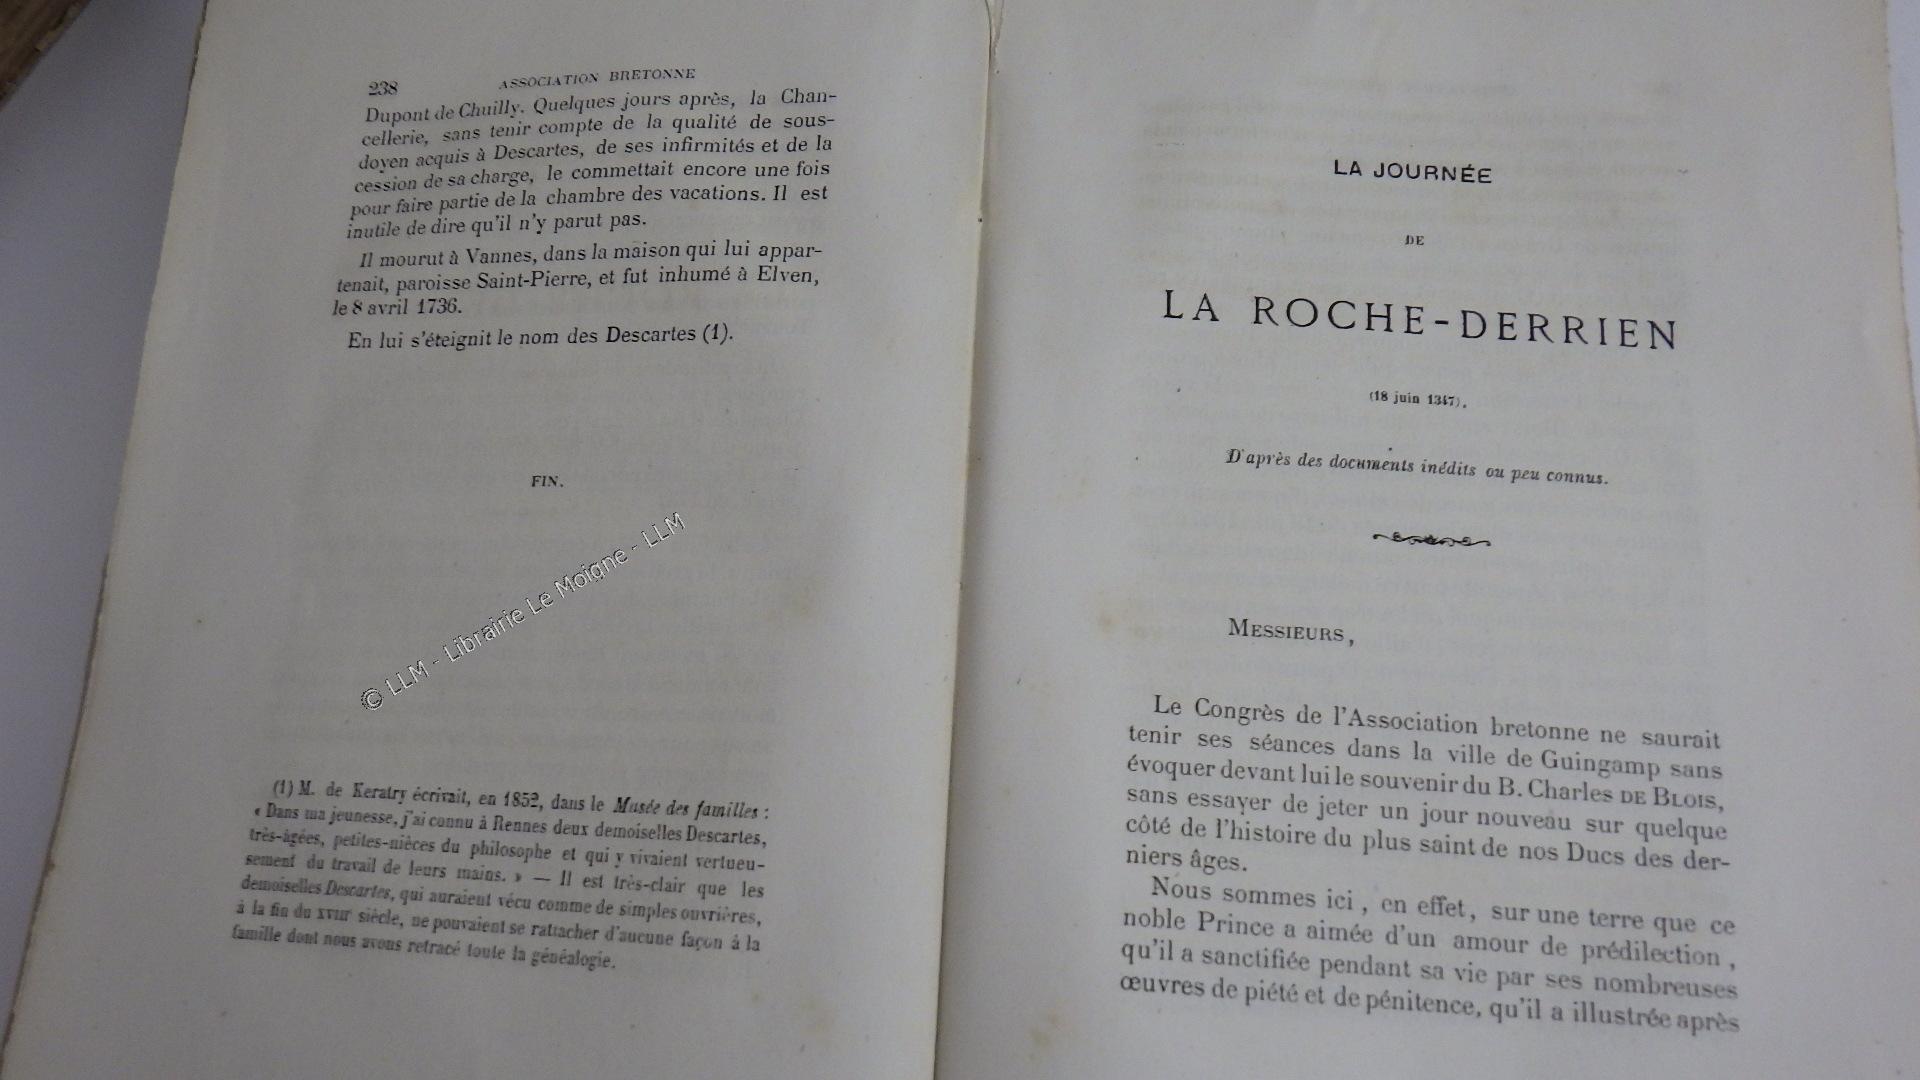 238 ASSOCIATION BRETONNE
Dupont de Chuilly. Quelques jours après, la Chan-
cellerie, sans tenir compte de la qualité de sous-
doyen acquis à Descartes, de ses infirmités et de la
cession de sa charge, le commettait encore une fois
pour faire partie de la chambre des vacations. Il est
inutile de dire qu'il n'y parut pas.
Il mourut à Vannes, dans la maison qui lui appar-
tenait, paroisse Saint-Pierre, et fut inhumé à Elven,
le 8 avril 1736.
En lui s'éteignit le nom des Descartes (1).
FIN.
© LLM - Librairie Le Moigne - LLM
(1) M. de Keratry écrivait, en 1852, dans le Musée des familles :
« Dans ma jeunesse, j'ai connu à Rennes deux demoiselles Descartes,
très-âgées, petites-nièces du philosophe et qui y vivaient vertueu-
sement du travail de leurs mains. » — Il est très-clair que les
demoiselles Descartes, qui auraient vécu comme de simples ouvrières,
à la fin du XVIIIe siècle, ne pouvaient se rattacher d'aucune façon à la
famille dont nous avons retracé toute la généalogie.
LA JOURNÉE
DE
LA ROCHE-DERRIEN
(18 juin 1347).
D'après des documents inédits ou peu connus.
MESSIEURS,
Le Congrès de l'Association bretonne ne saurait
tenir ses séances dans la ville de Guingamp sans
évoquer devant lui le souvenir du B. Charles DE BLOIS,
sans essayer de jeter un jour nouveau sur quelque
côté de l'histoire du plus saint de nos Ducs des der-
niers âges.
Nous sommes ici, en effet, sur une terre que ce
noble Prince a aimée d'un amour de prédilection,
qu'il a sanctifiée pendant sa vie par ses nombreuses
œuvres de piété et de pénitence, qu'il a illustrée après